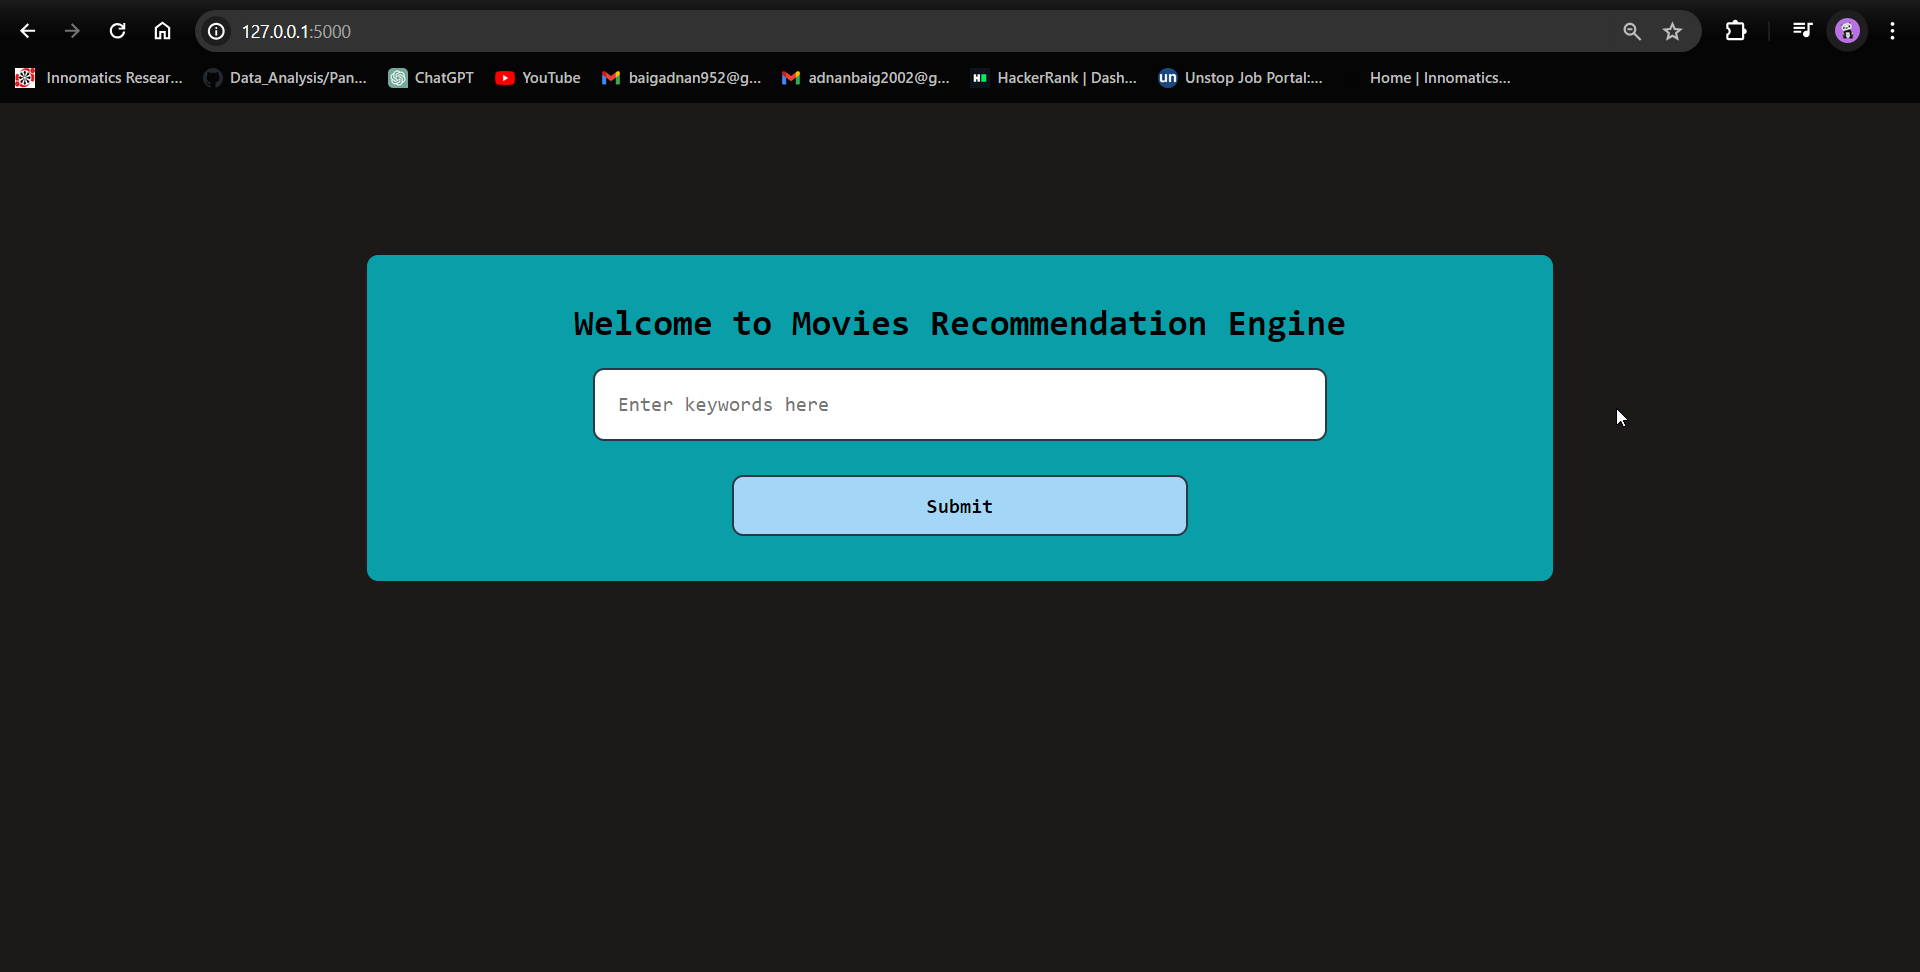 127.0.0.1:5000
Innomatics Resear... Data_Analysis/Pan... ChatGPT YouTube baigadnan952@g... adnanbaig2002@g... HackerRank | Dash... un Unstop Job Portal:... Home | Innomatics...
Welcome to Movies Recommendation Engine
Enter keywords here
Submit